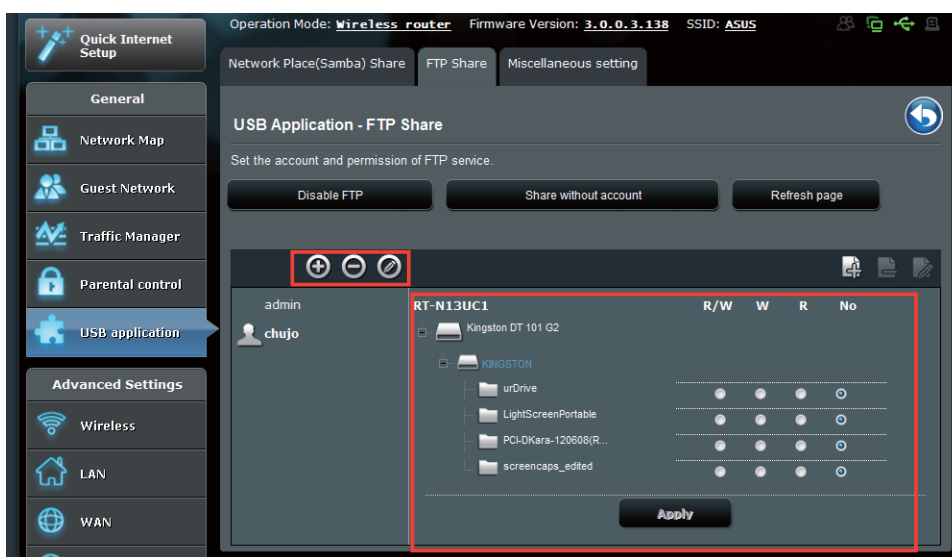 Operation Mode: Wireless router Firmware Version: 3.0.0.3.138 SSID: ASUS
Quick Internet
Setup
General
Network Map
Guest Network
Traffic Manager
Parental control
USB application
Advanced Settings
Wireless
LAN
WAN
Network Place(Samba) Share FTP Share Miscellaneous setting
USB Application - FTP Share
Set the account and permission of FTP service.
Disable FTP Share without account Refresh page
admin
chujo
RT-N13UC1 R/W W R No
Kingston DT 101 G2
KINGSTON
urDrive
LightScreenPortable
PCI-DKara-120608(R...
screencaps_edited
Apply